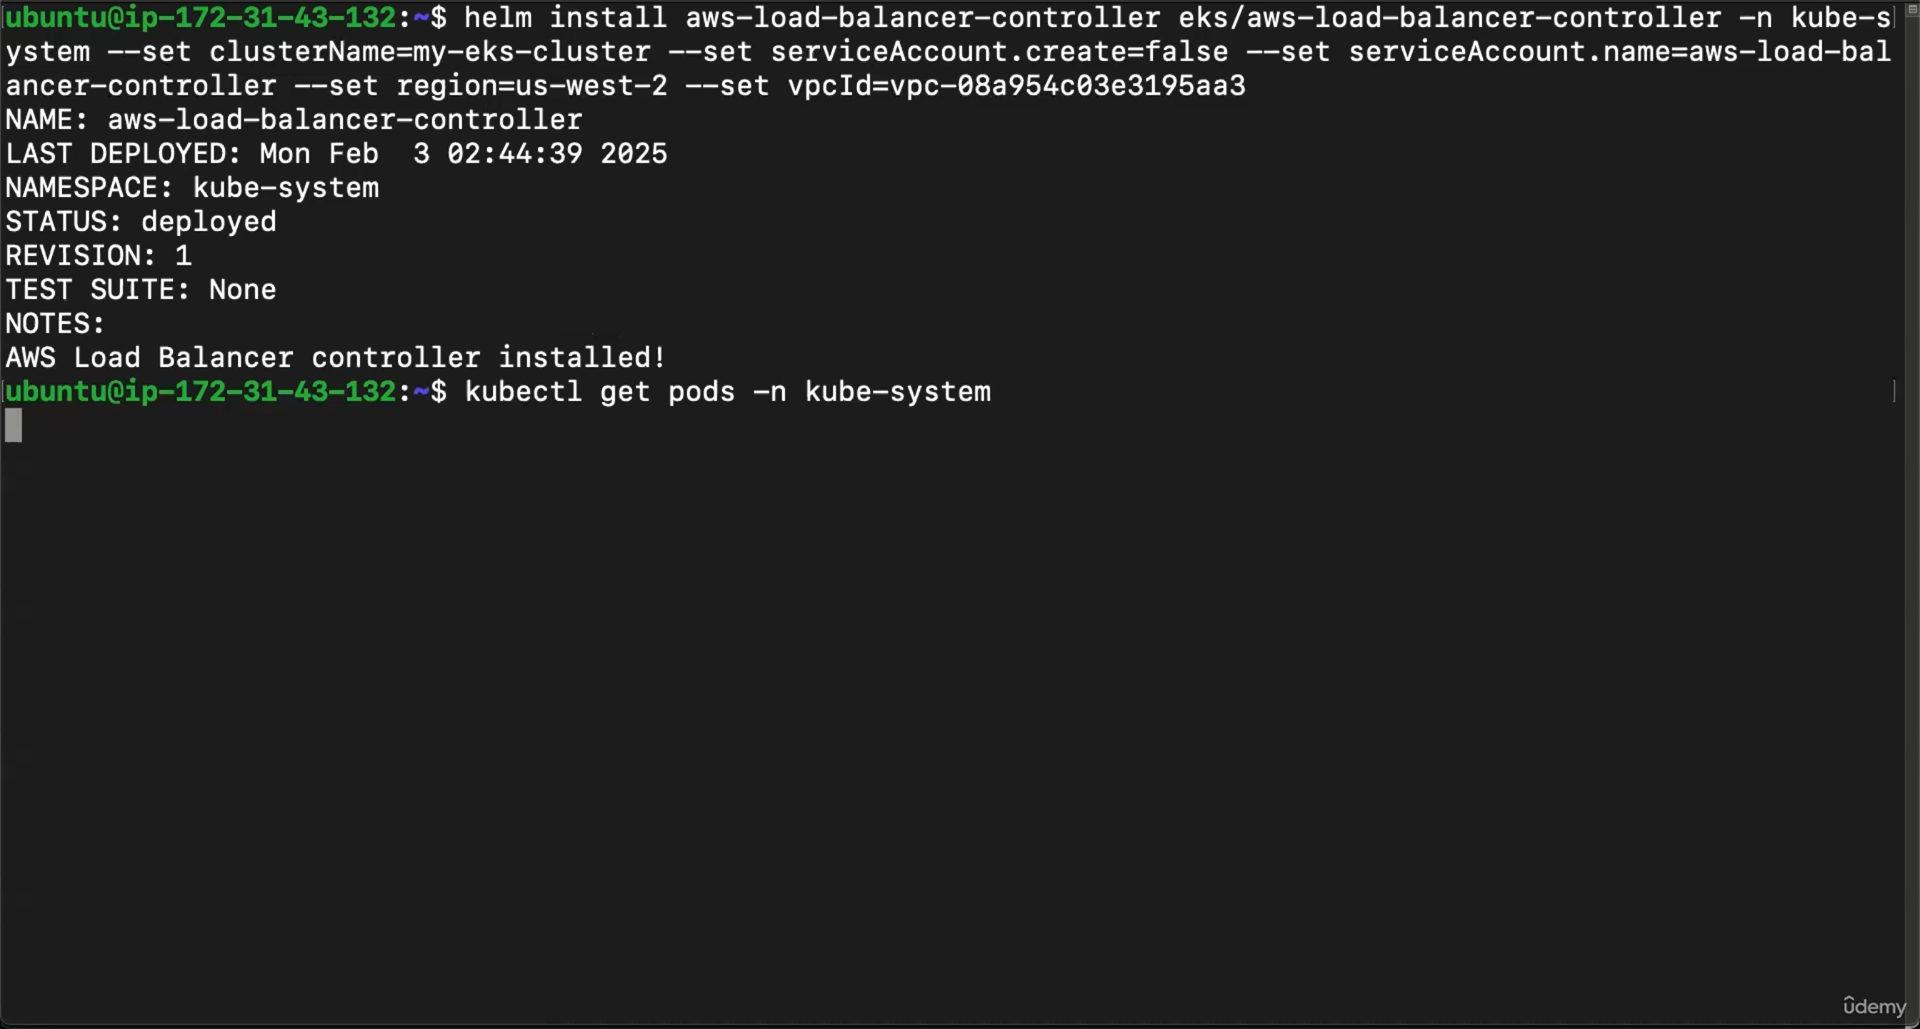 ubuntu@ip-172-31-43-132:~$ helm install aws-load-balancer-controller eks/aws-load-balancer-controller -n kube-s
ystem --set clusterName=my-eks-cluster --set serviceAccount.create=false --set serviceAccount.name=aws-load-bal
ancer-controller --set region=us-west-2 --set vpcId=vpc-08a954c03e3195aa3
NAME: aws-load-balancer-controller
LAST DEPLOYED: Mon Feb  3 02:44:39 2025
NAMESPACE: kube-system
STATUS: deployed
REVISION: 1
TEST SUITE: None
NOTES:
AWS Load Balancer controller installed!
ubuntu@ip-172-31-43-132:~$ kubectl get pods -n kube-system
ûdemy